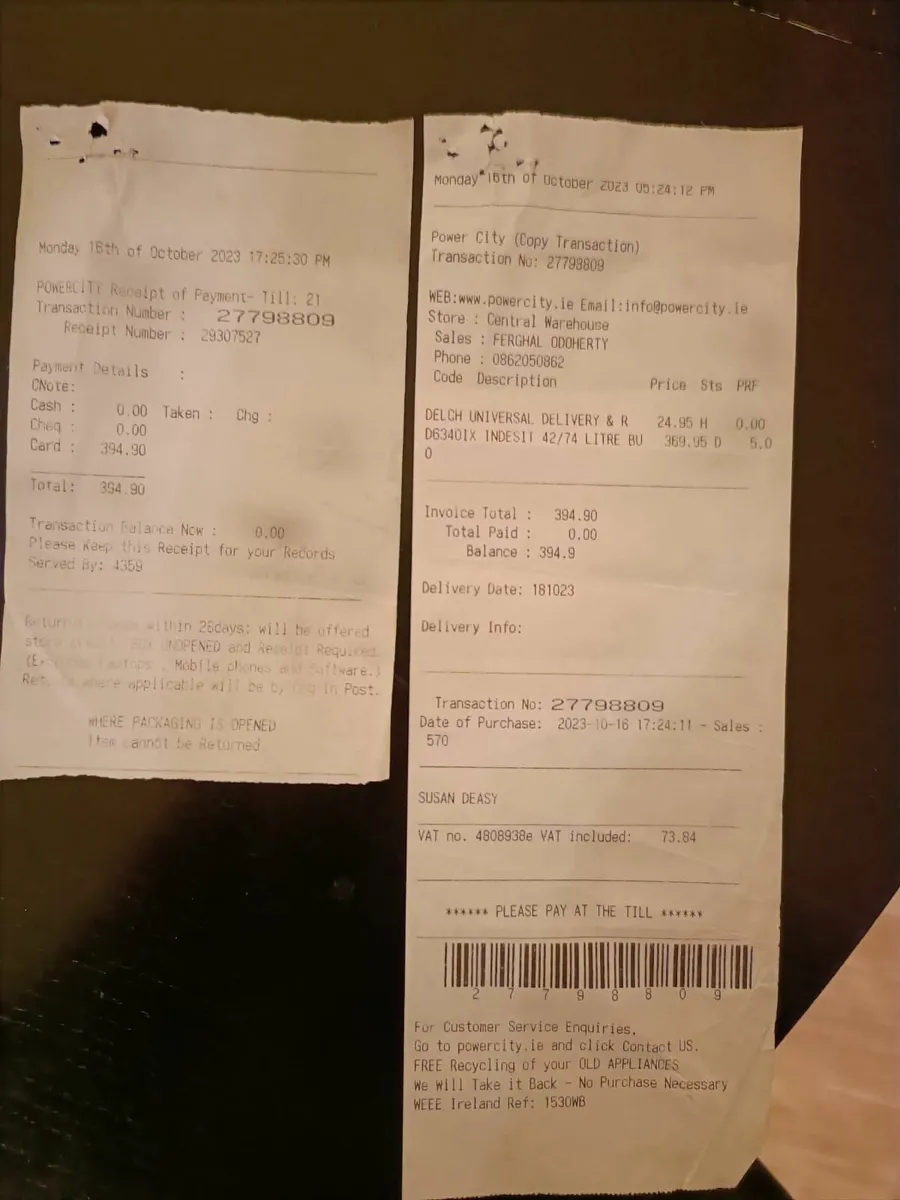 Monday 16th of October 2023 17:25:30 PM
POWERCITY Receipt of Payment- Till: 21
Transaction Number : 27798809
Receipt Number : 29307527
Payment Details :
CNote:
Cash : 0.00 Taken : Chg :
Cheq : 0.00
Card : 394.90
Total: 394.90
Transaction Balance Now : 0.00
Please Keep this Receipt for your Records
Served By: 4359
within 28days: will be offered
UNOPENED and Receipt Required.
Mobile phones and Software.)
where applicable will be by in Post.
WHERE PACKAGING IS OPENED
Item cannot be Returned
Monday 16th of October 2023 05:24:12 PM
Power City (Copy Transaction)
Transaction No: 27798809
WEB:www.powercity.ie Email:info@powercity.ie
Store : Central Warehouse
Sales : FERGHAL ODOHERTY
Phone : 0862050862
Code Description Price Sts PRF
DELCH UNIVERSAL DELIVERY & R 24.95 H 0.00
D6340IX INDESIT 42/74 LITRE BU 369.95 D 5.0
0
Invoice Total : 394.90
Total Paid : 0.00
Balance : 394.9
Delivery Date: 181023
Delivery Info:
Transaction No: 27798809
Date of Purchase: 2023-10-16 17:24:11 - Sales :
570
SUSAN DEASY
VAT no. 4808938e VAT included: 73.84
****** PLEASE PAY AT THE TILL ******
2 7 7 9 8 8 0 9
For Customer Service Enquiries,
Go to powercity.ie and click Contact US.
FREE Recycling of your OLD APPLIANCES
We Will Take it Back - No Purchase Necessary
WEEE Ireland Ref: 1530WB